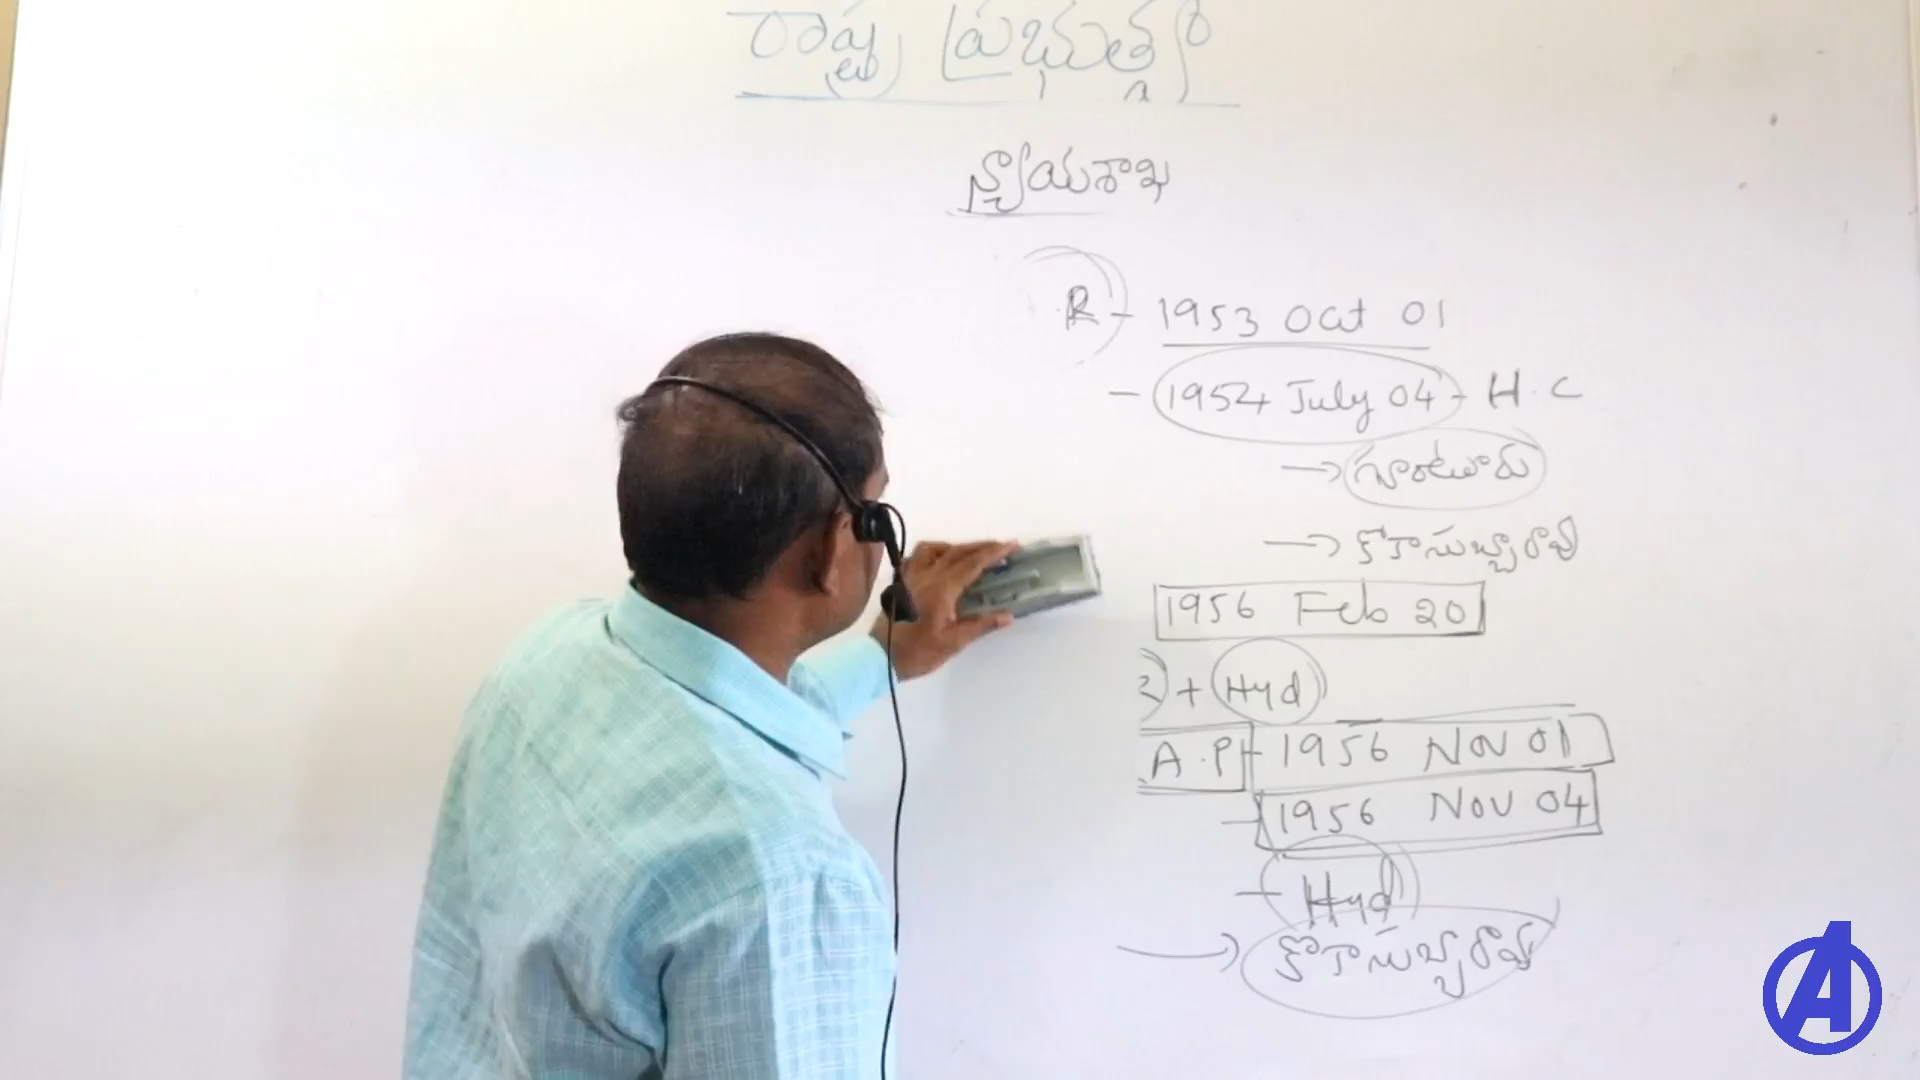 రాష్ట్ర ప్రభుత్వం
న్యాయశాఖ
R - 1953 Oct 01
- 1954 July 04 - H.C
→ గూంటూరు
→ కోకాసుబ్బారావు
1956 Feb 20
+ Hyd
A.P - 1956 Nov 01
- 1956 Nov 04
- Hyd
→ కోకాసుబ్బరావు